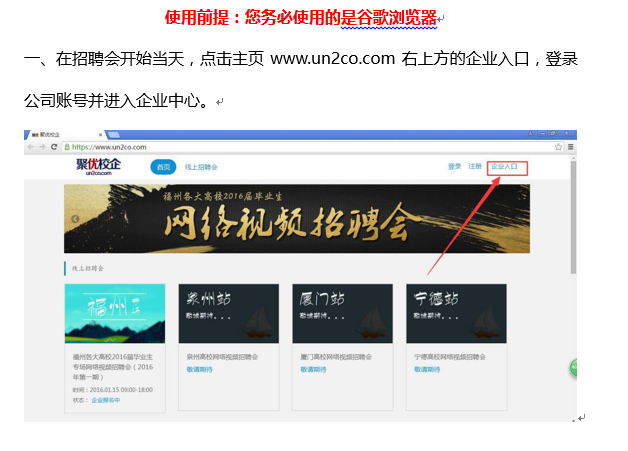 使用前提：您务必使用的是谷歌浏览器
一、在招聘会开始当天，点击主页 www.un2co.com 右上方的企业入口，登录
公司账号并进入企业中心。
聚优校企
https://www.un2co.com
聚优校企
un2co.com
首页
线上招聘会
登录
注册
企业入口
福州各大高校2016届毕业生
网络视频招聘会
线上招聘会
福州
泉州站
敬请期待...
厦门站
敬请期待...
宁德站
敬请期待...
福州各大高校2016届毕业生
专场网络视频招聘会（2016
年第一期）
时间：2016.01.15 09:00-18:00
状态：企业报名中
泉州高校网络视频招聘会
敬请期待
厦门高校网络视频招聘会
敬请期待
宁德高校网络视频招聘会
敬请期待